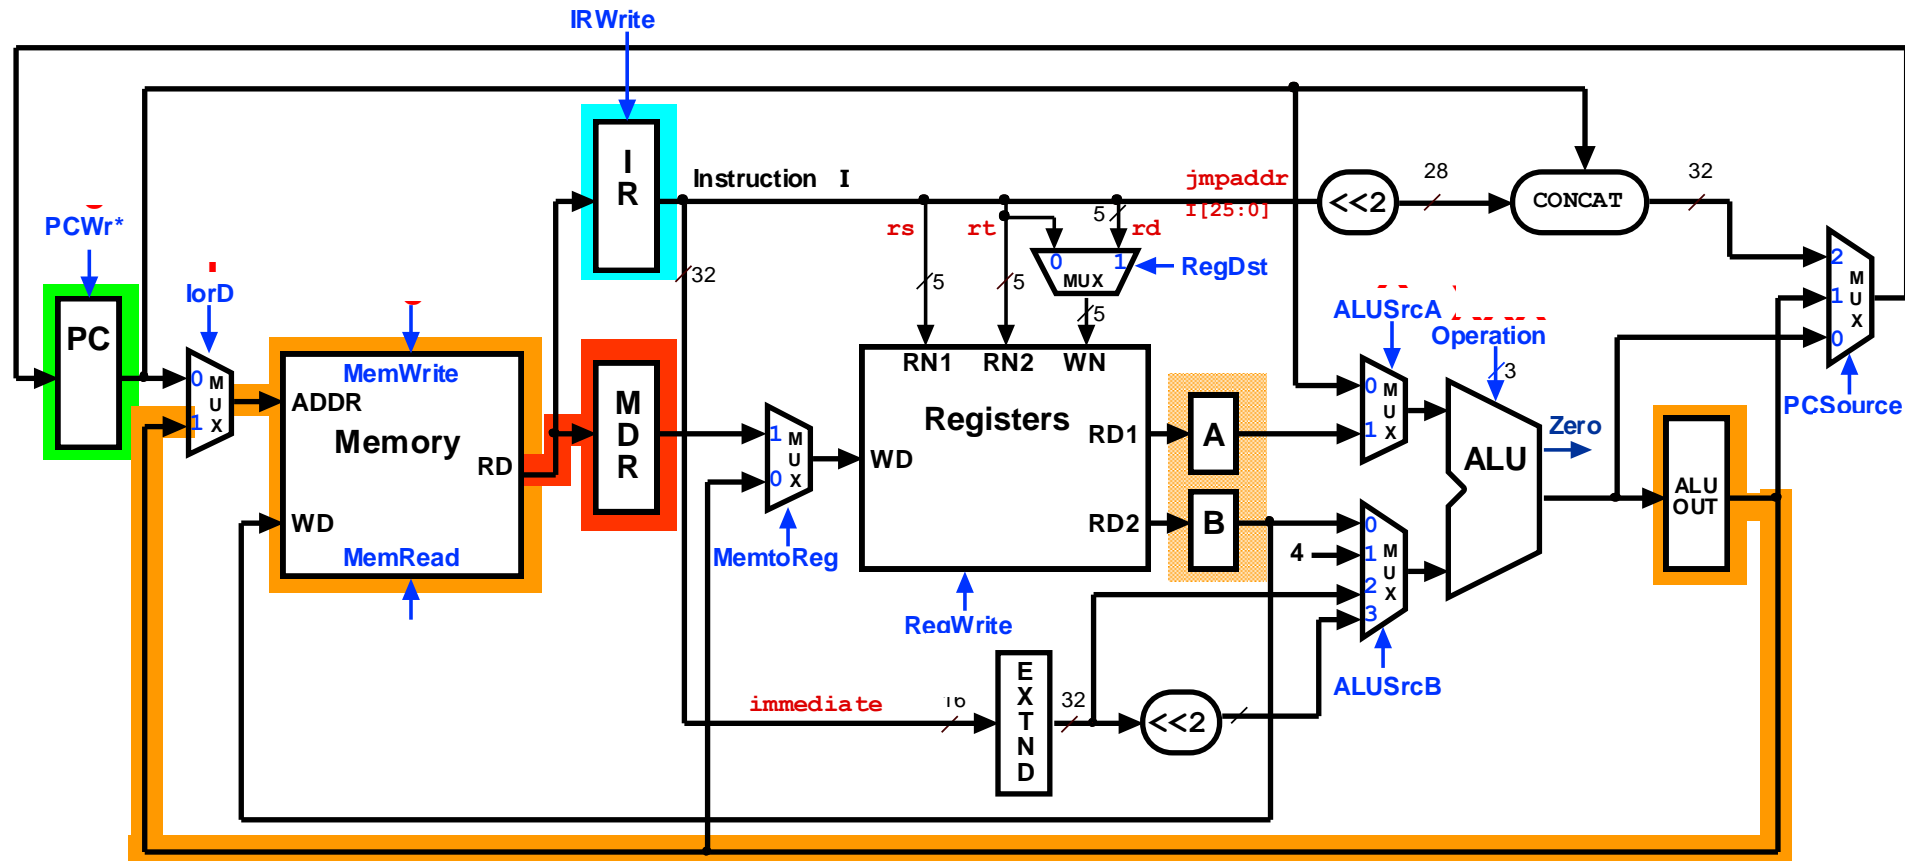 IRWrite
I
R
Instruction I
jmpaddr
I[25:0]
28
32
<<2
CONCAT
rs
rt
5
rd
0 1
MUX
RegDst
32
5
5
5
PCWr*
IorD
PC
0
1
M
U
X
MemWrite
ADDR
Memory
RD
WD
MemRead
M
D
R
1
0
M
U
X
MemtoReg
RN1 RN2 WN
Registers
WD
RD1
RD2
RegWrite
A
B
4
ALUSrcA
0
1
M
U
X
Operation
3
0
1
2
3
M
U
X
ALUSrcB
ALU
Zero
ALU
OUT
2
1
0
M
U
X
PCSource
immediate
16
E
X
T
N
D
32
<<2